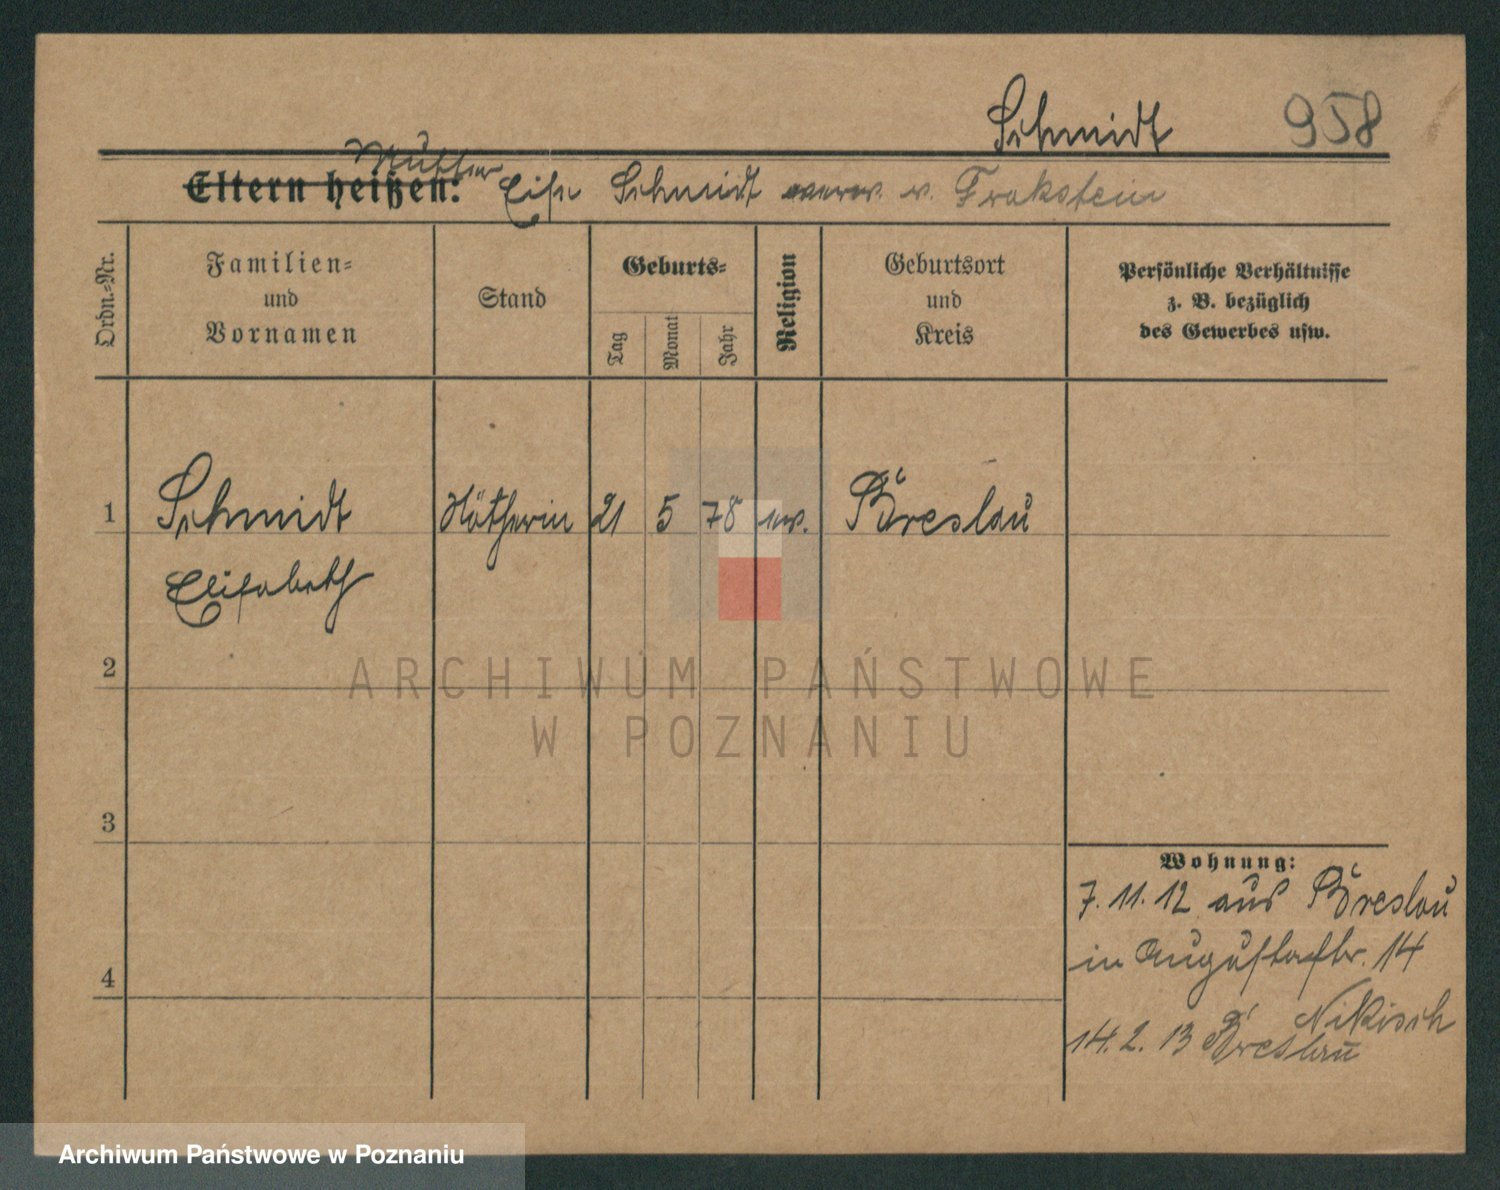 Schmidt 958
Mutter
Eltern heißen: Schmidt
Ordn.-Nr.
Familien-
und
Vornamen
Stand
Geburts-
Tag
Monat
Jahr
Religion
Geburtsort
und
Kreis
Persönliche Verhältnisse
z. B. bezüglich
des Gewerbes usw.
1 Schmidt 21 5 78 ev. Breslau
Elisabeth
2
3
4
Wohnung:
7.11.12 aus Breslau
in Augustastr. 14
Nikisch
14.2.13 Breslau
ARCHIWUM PAŃSTWOWE
W POZNANIU
Archiwum Państwowe w Poznaniu